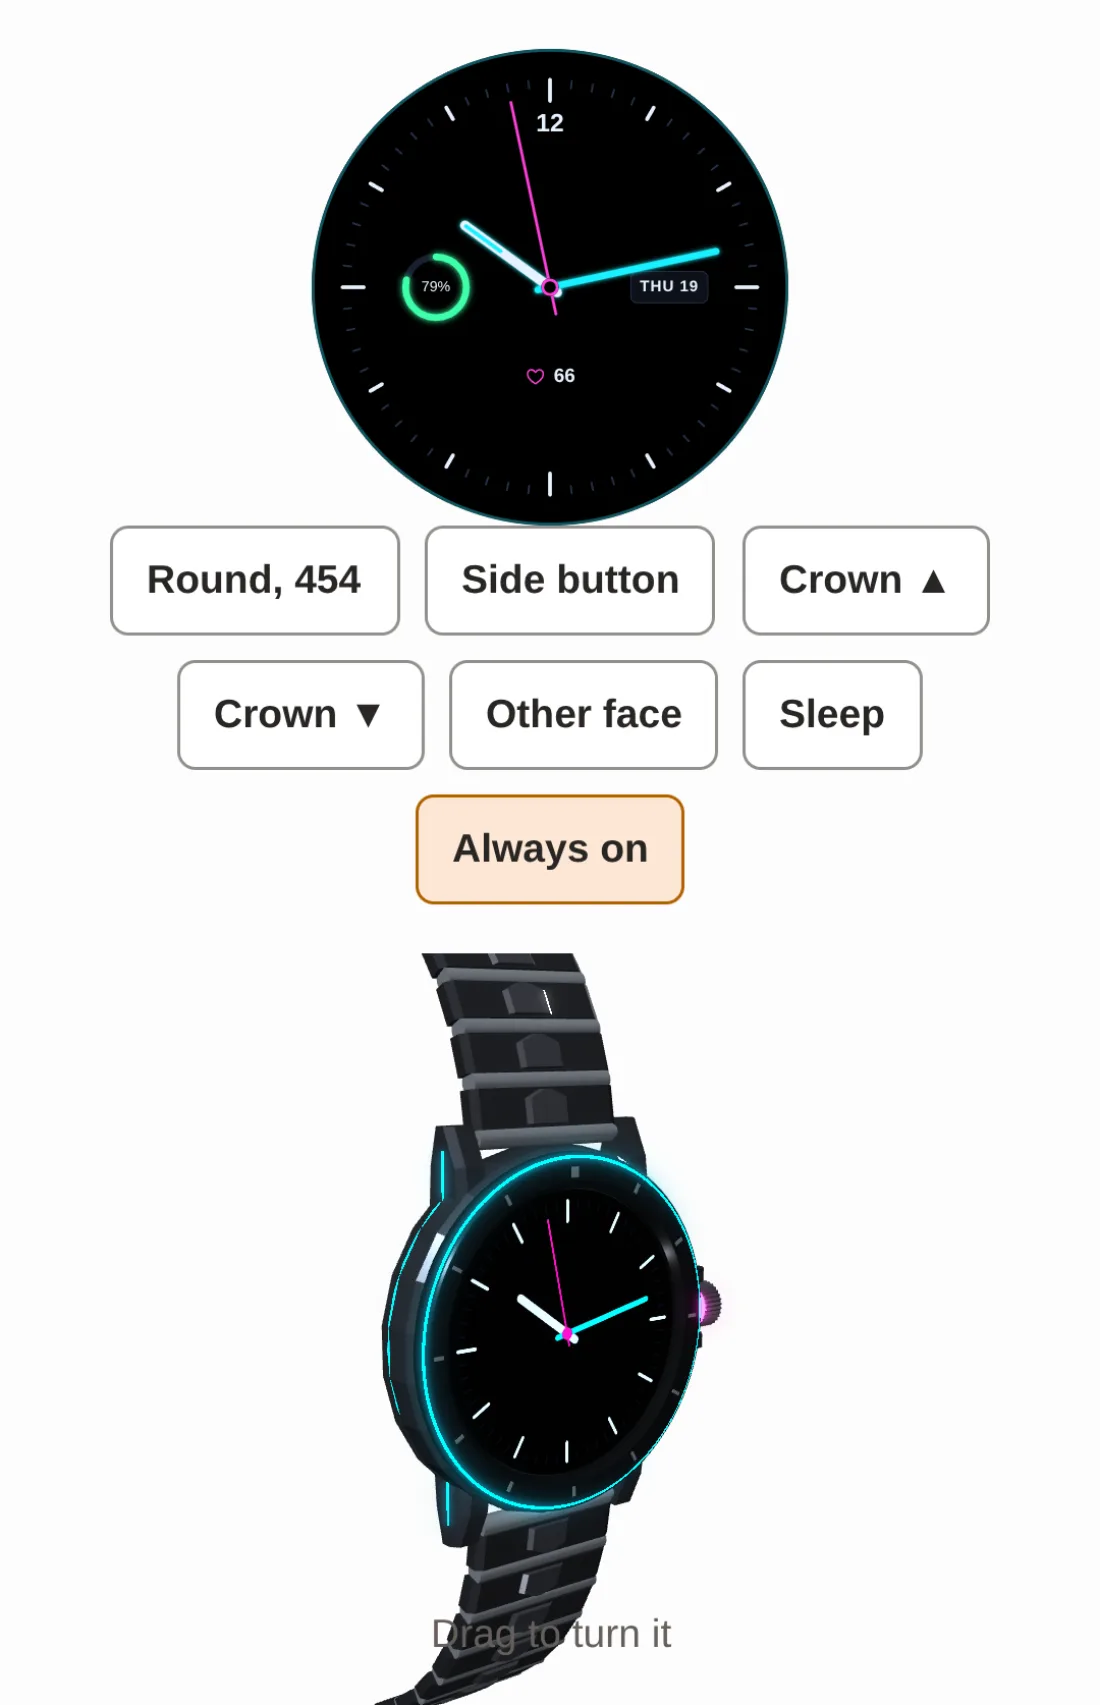 12
79%
THU 19
66
Round, 454
Side button
Crown ▲
Crown ▼
Other face
Sleep
Always on
Drag to turn it